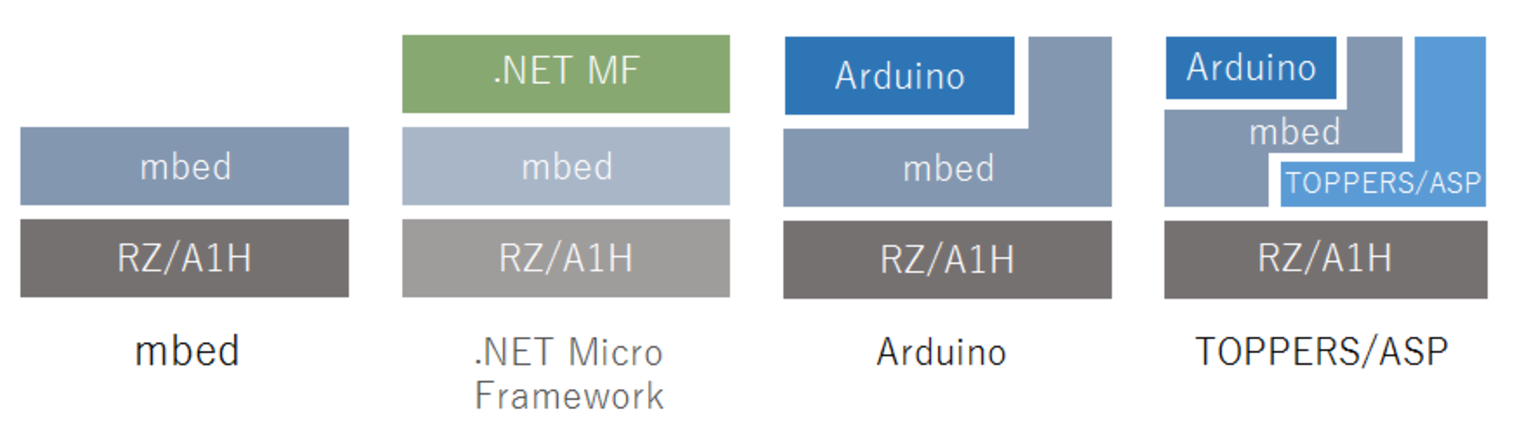 mbed
RZ/A1H
mbed
.NET MF
mbed
RZ/A1H
.NET Micro
Framework
Arduino
mbed
RZ/A1H
Arduino
Arduino
mbed
TOPPERS/ASP
RZ/A1H
TOPPERS/ASP